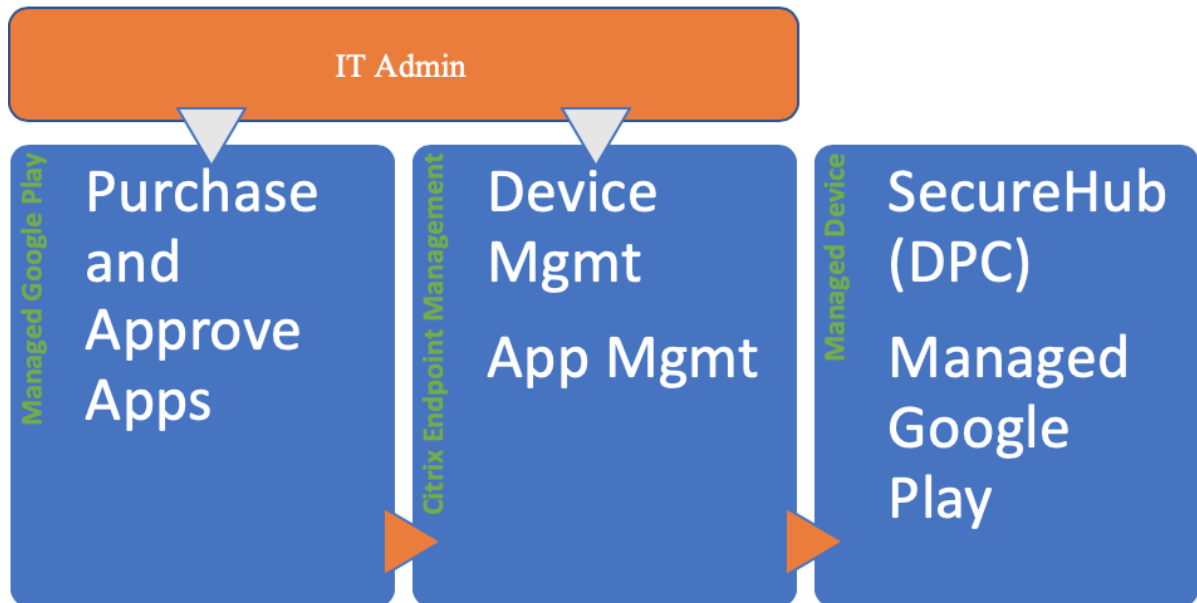 IT Admin
Managed Google Play
Purchase
and
Approve
Apps
Citrix Endpoint Management
Device
Mgmt
App Mgmt
Managed Device
SecureHub
(DPC)
Managed
Google
Play